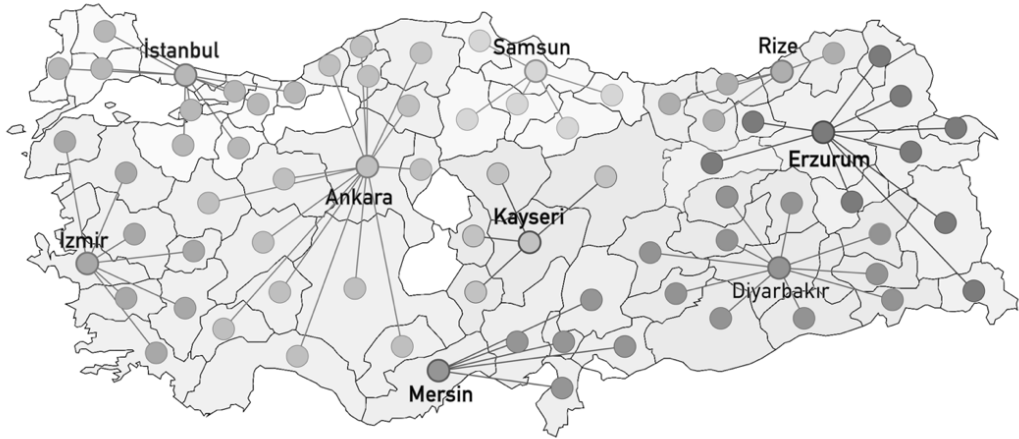 İstanbul
Samsun
Rize
Erzurum
Ankara
Kayseri
İzmir
Diyarbakır
Mersin